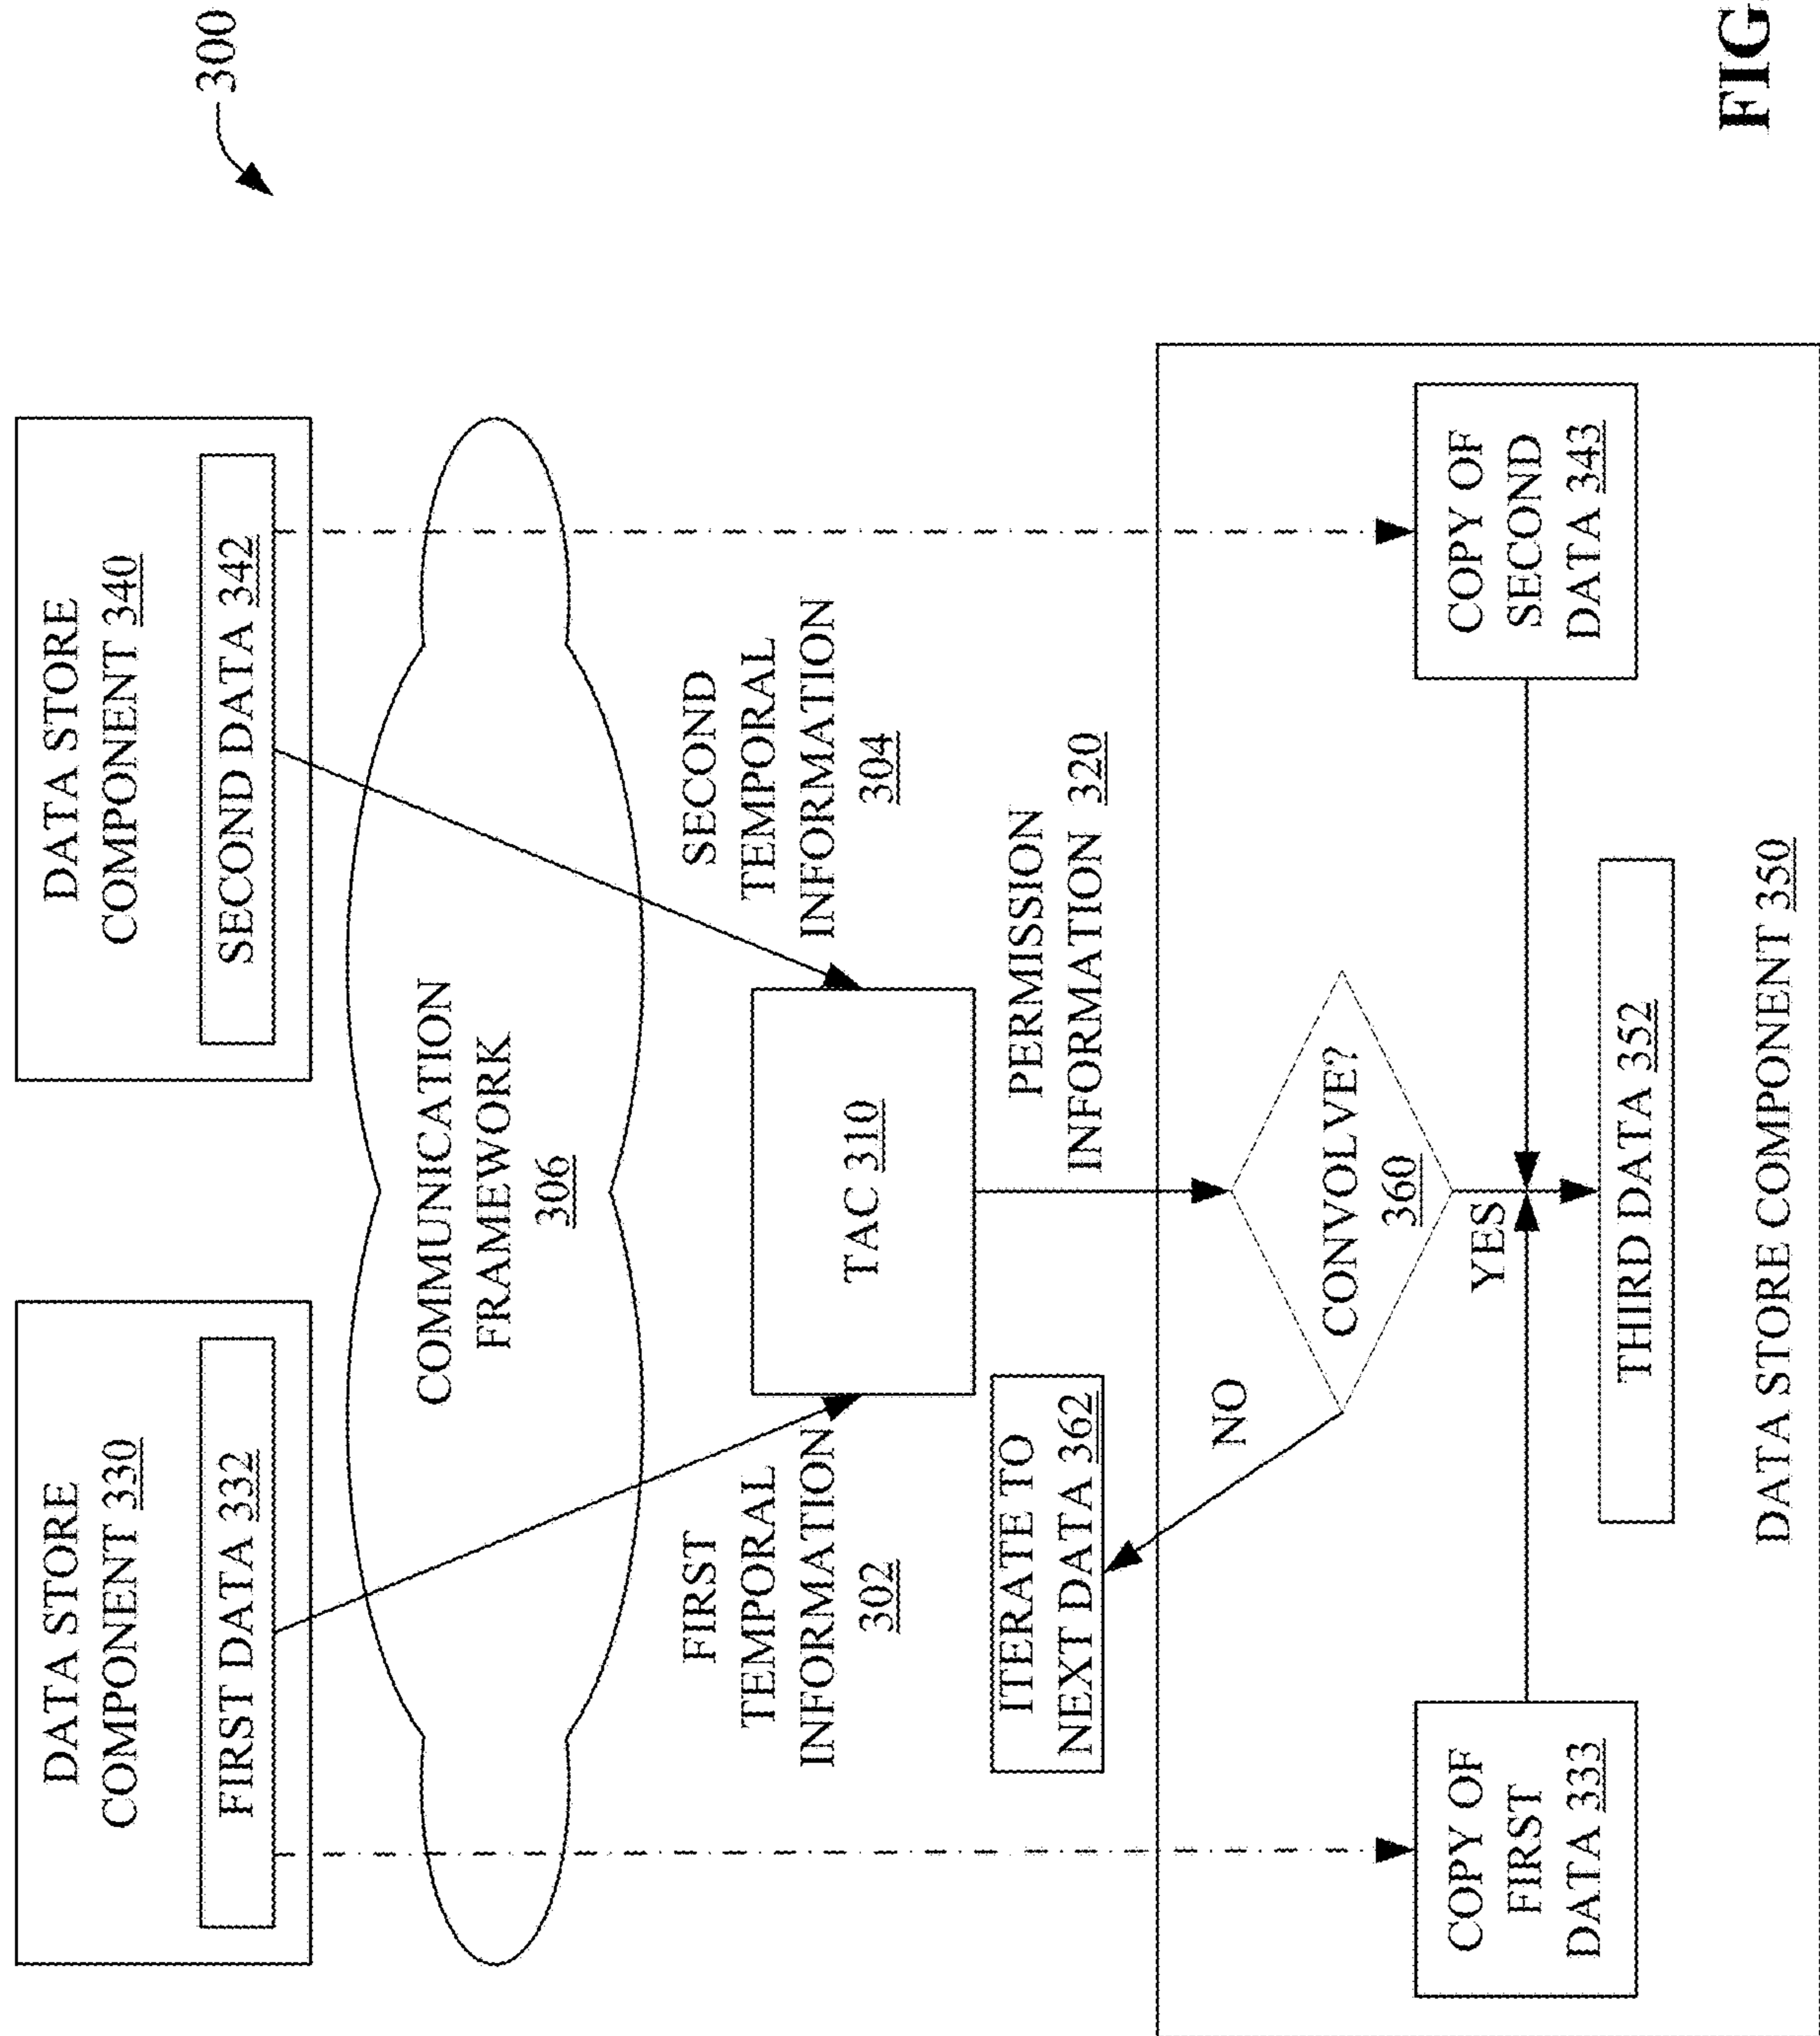 300
DATA STORE
COMPONENT 330
FIRST DATA 332
DATA STORE
COMPONENT 340
SECOND DATA 342
COMMUNICATION
FRAMEWORK
306
FIRST
TEMPORAL
INFORMATION
302
TAC 310
SECOND
TEMPORAL
INFORMATION
304
ITERATE TO
NEXT DATA 362
PERMISSION
INFORMATION 320
NO
CONVOLVE?
360
YES
COPY OF
FIRST
DATA 333
COPY OF
SECOND
DATA 343
THIRD DATA 352
DATA STORE COMPONENT 350
FIG.